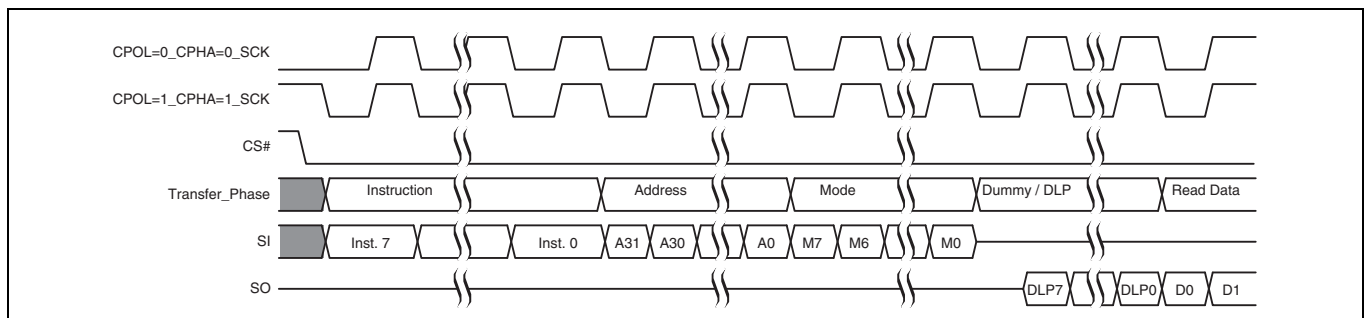 CPOL=0_CPHA=0_SCK
CPOL=1_CPHA=1_SCK
CS#
Transfer_Phase Instruction Address Mode Dummy / DLP Read Data
SI Inst. 7 Inst. 0 A31 A30 A0 M7 M6 M0
SO DLP7 DLP0 D0 D1